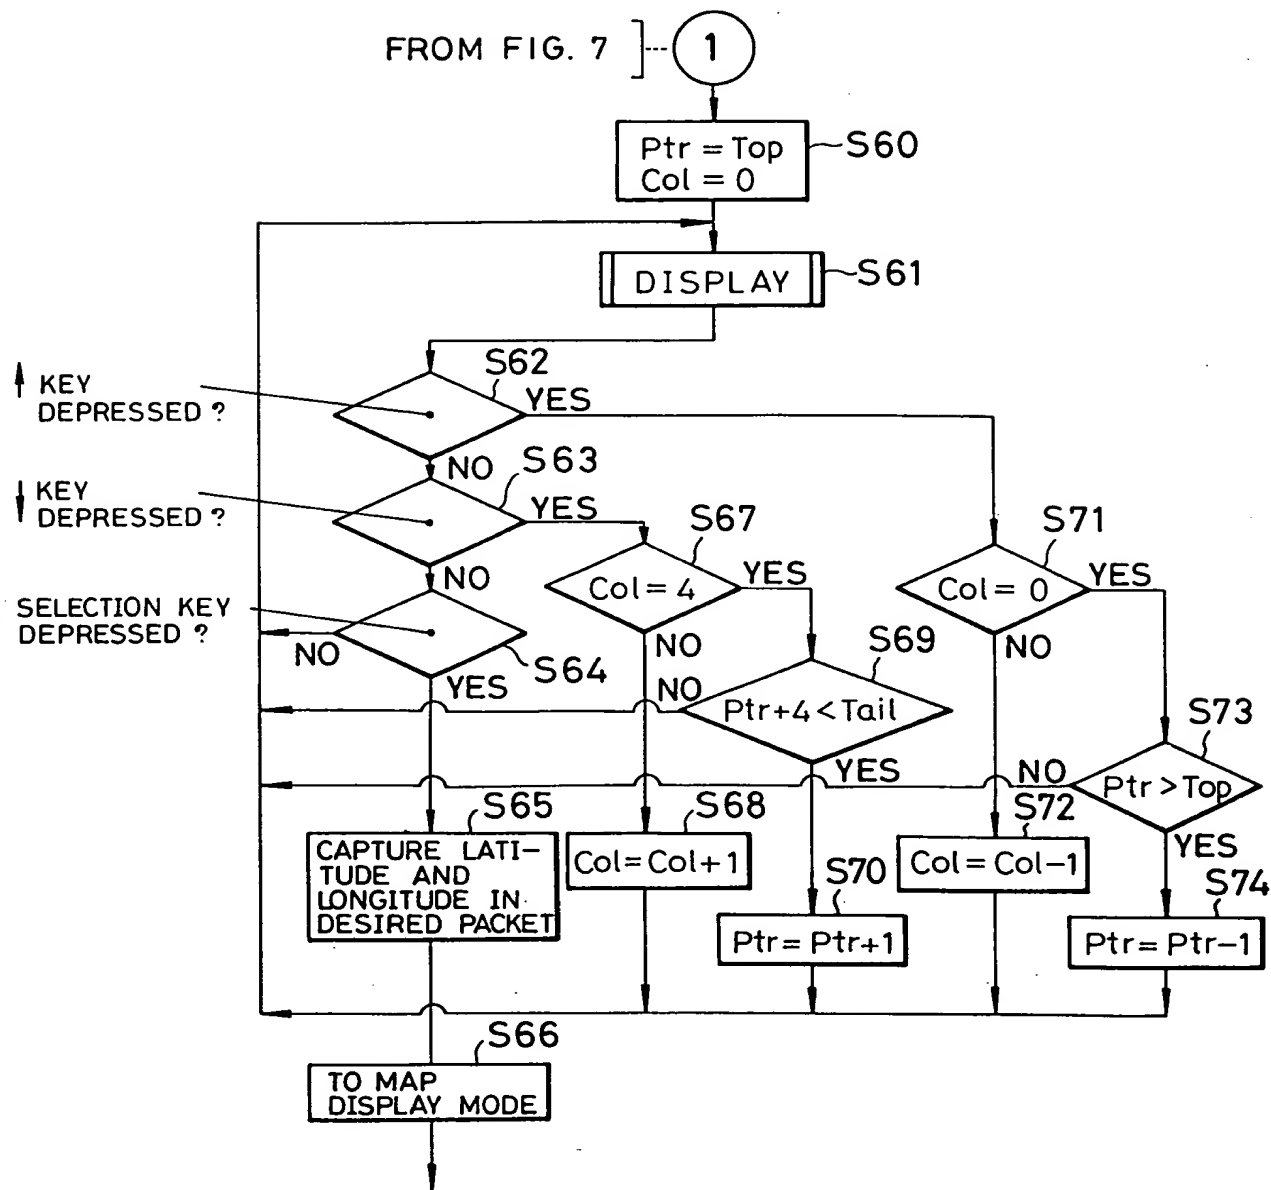 FROM FIG. 7
1
Ptr = Top
Col = 0
S60
DISPLAY
S61
↑ KEY
DEPRESSED ?
S62
YES
NO
↓ KEY
DEPRESSED ?
S63
YES
NO
SELECTION KEY
DEPRESSED ?
NO
S64
YES
S67
Col = 4
YES
NO
S71
Col = 0
YES
NO
S69
NO
Ptr+4 < Tail
YES
S73
NO
Ptr > Top
YES
S65
CAPTURE LATI-
TUDE AND
LONGITUDE IN
DESIRED PACKET
S68
Col = Col+1
S70
Ptr = Ptr+1
S72
Col = Col-1
S74
Ptr = Ptr-1
S66
TO MAP
DISPLAY MODE